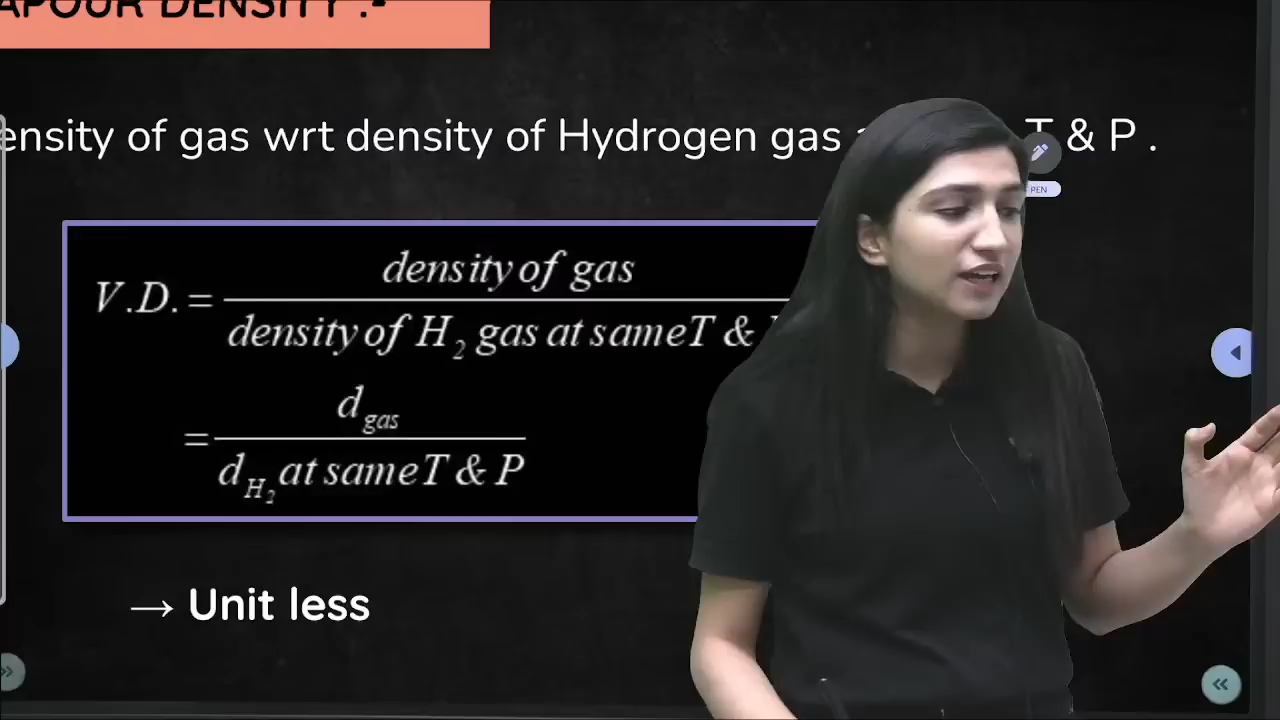 APOUR DENSITY :-
ensity of gas wrt density of Hydrogen gas T & P .
PEN
V.D. = density of gas
density of H2 gas at same T &
= dgas
dH2 at same T & P
→ Unit less